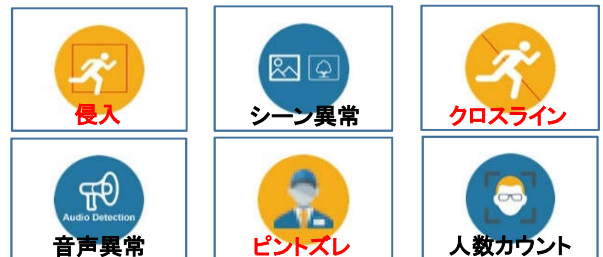 侵入
シーン異常
クロスライン
Audio Detection
音声異常
ピントズレ
人数カウント